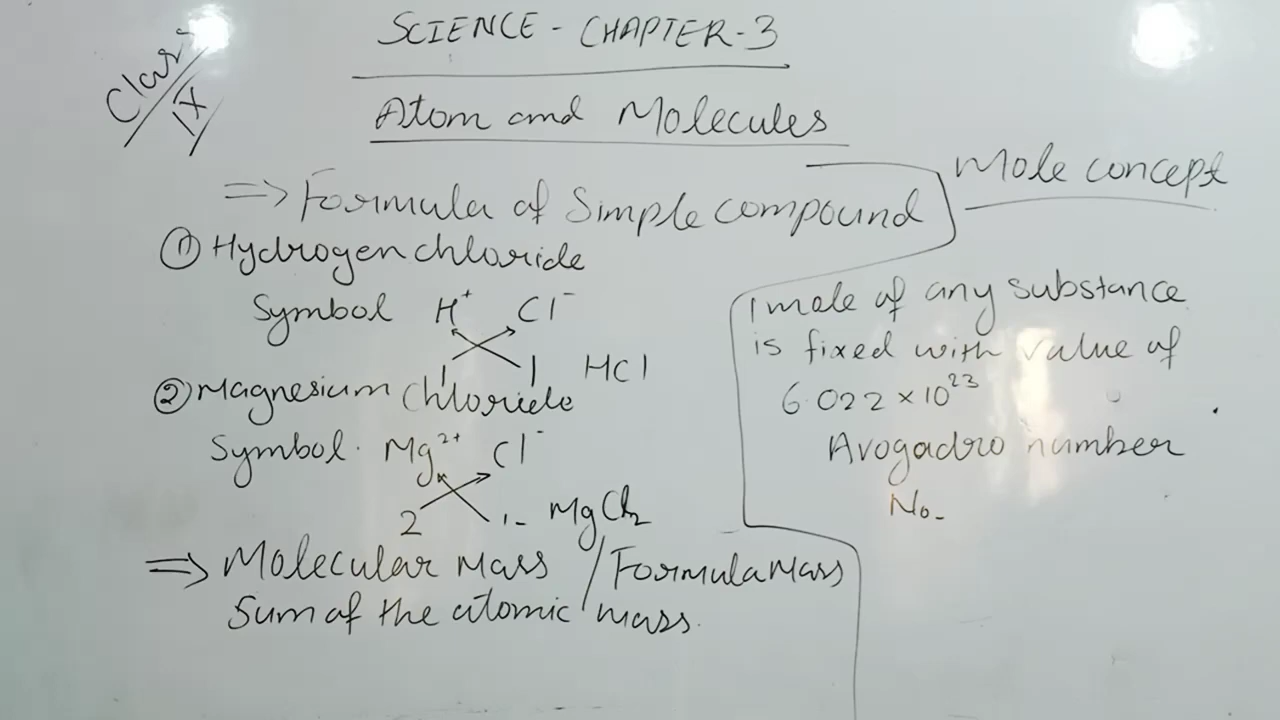 Class
IX
SCIENCE - CHAPTER-3
Atom and Molecules
=> Formula of Simple compound
① Hydrogen chloride
Symbol H⁺ Cl⁻
1 1 HCl
② Magnesium Chloride
Symbol. Mg²⁺ Cl⁻
2 1- MgCl₂
=> Molecular Mass / Formula Mass
Sum of the atomic mass.
Mole concept
1 mole of any substance
is fixed with value of
6.022 × 10²³
Avogadro number
No-